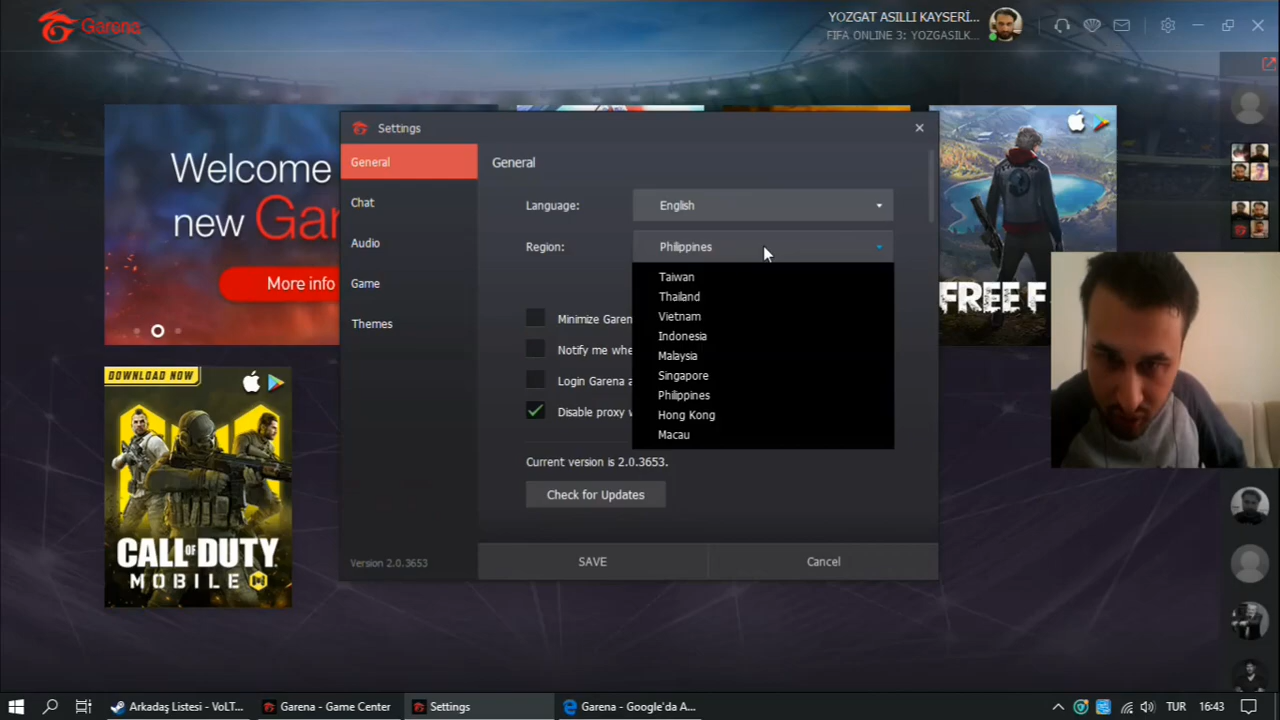 Garena
YOZGAT ASILLI KAYSERİ...
FIFA ONLINE 3: YOZGASILK...
Welcome
new Gar
More info
Settings
General
Chat
Audio
Game
Themes
Version 2.0.3653
General
Language:
English
Region:
Philippines
Taiwan
Thailand
Vietnam
Indonesia
Malaysia
Singapore
Philippines
Hong Kong
Macau
Minimize Garen
Notify me whe
Login Garena a
Disable proxy w
Current version is 2.0.3653.
Check for Updates
SAVE
Cancel
FREE F
DOWNLOAD NOW
CALL OF DUTY
MOBILE
Arkadaş Listesi - VoLT...
Garena - Game Center
Settings
Garena - Google'da A...
TUR
16:43